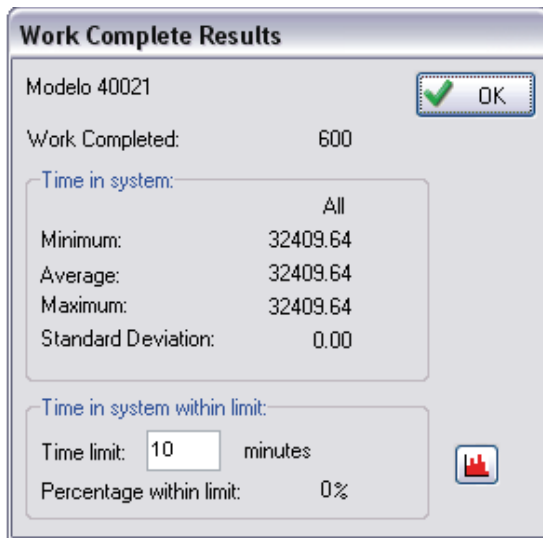 Work Complete Results
Modelo 40021
OK
Work Completed: 600
Time in system:
All
Minimum: 32409.64
Average: 32409.64
Maximum: 32409.64
Standard Deviation: 0.00
Time in system within limit:
Time limit: 10 minutes
Percentage within limit: 0%